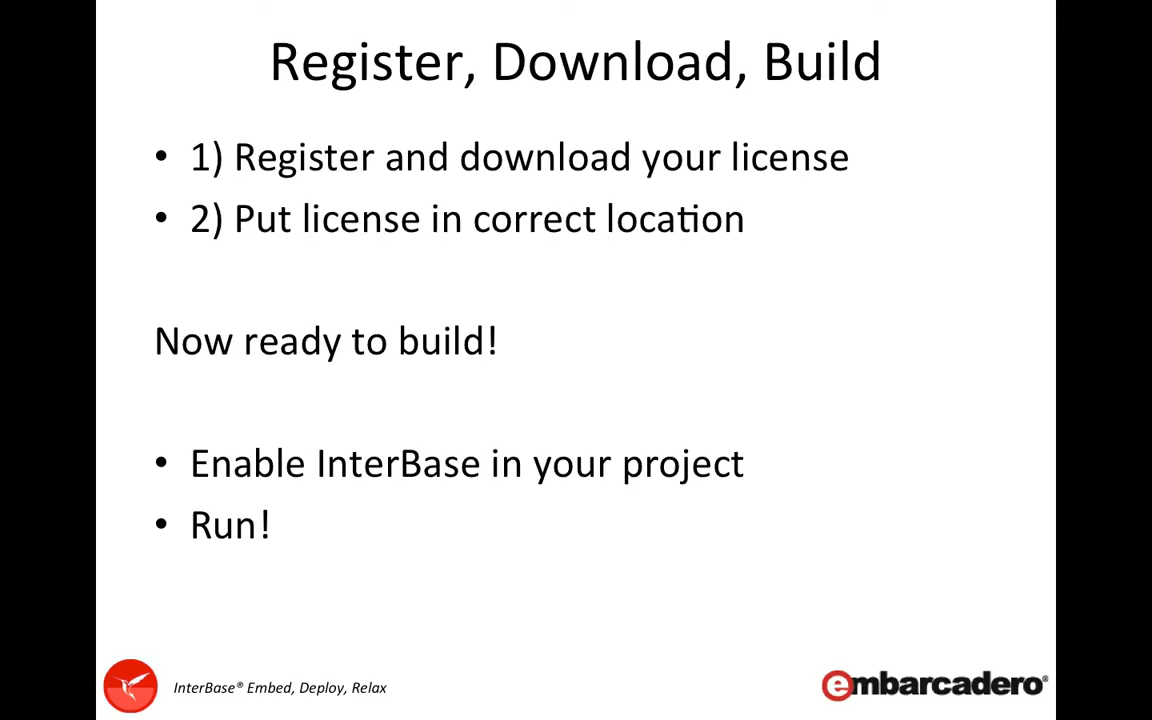 Register, Download, Build
• 1) Register and download your license
• 2) Put license in correct location
Now ready to build!
• Enable InterBase in your project
• Run!
InterBase® Embed, Deploy, Relax
embarcadero®